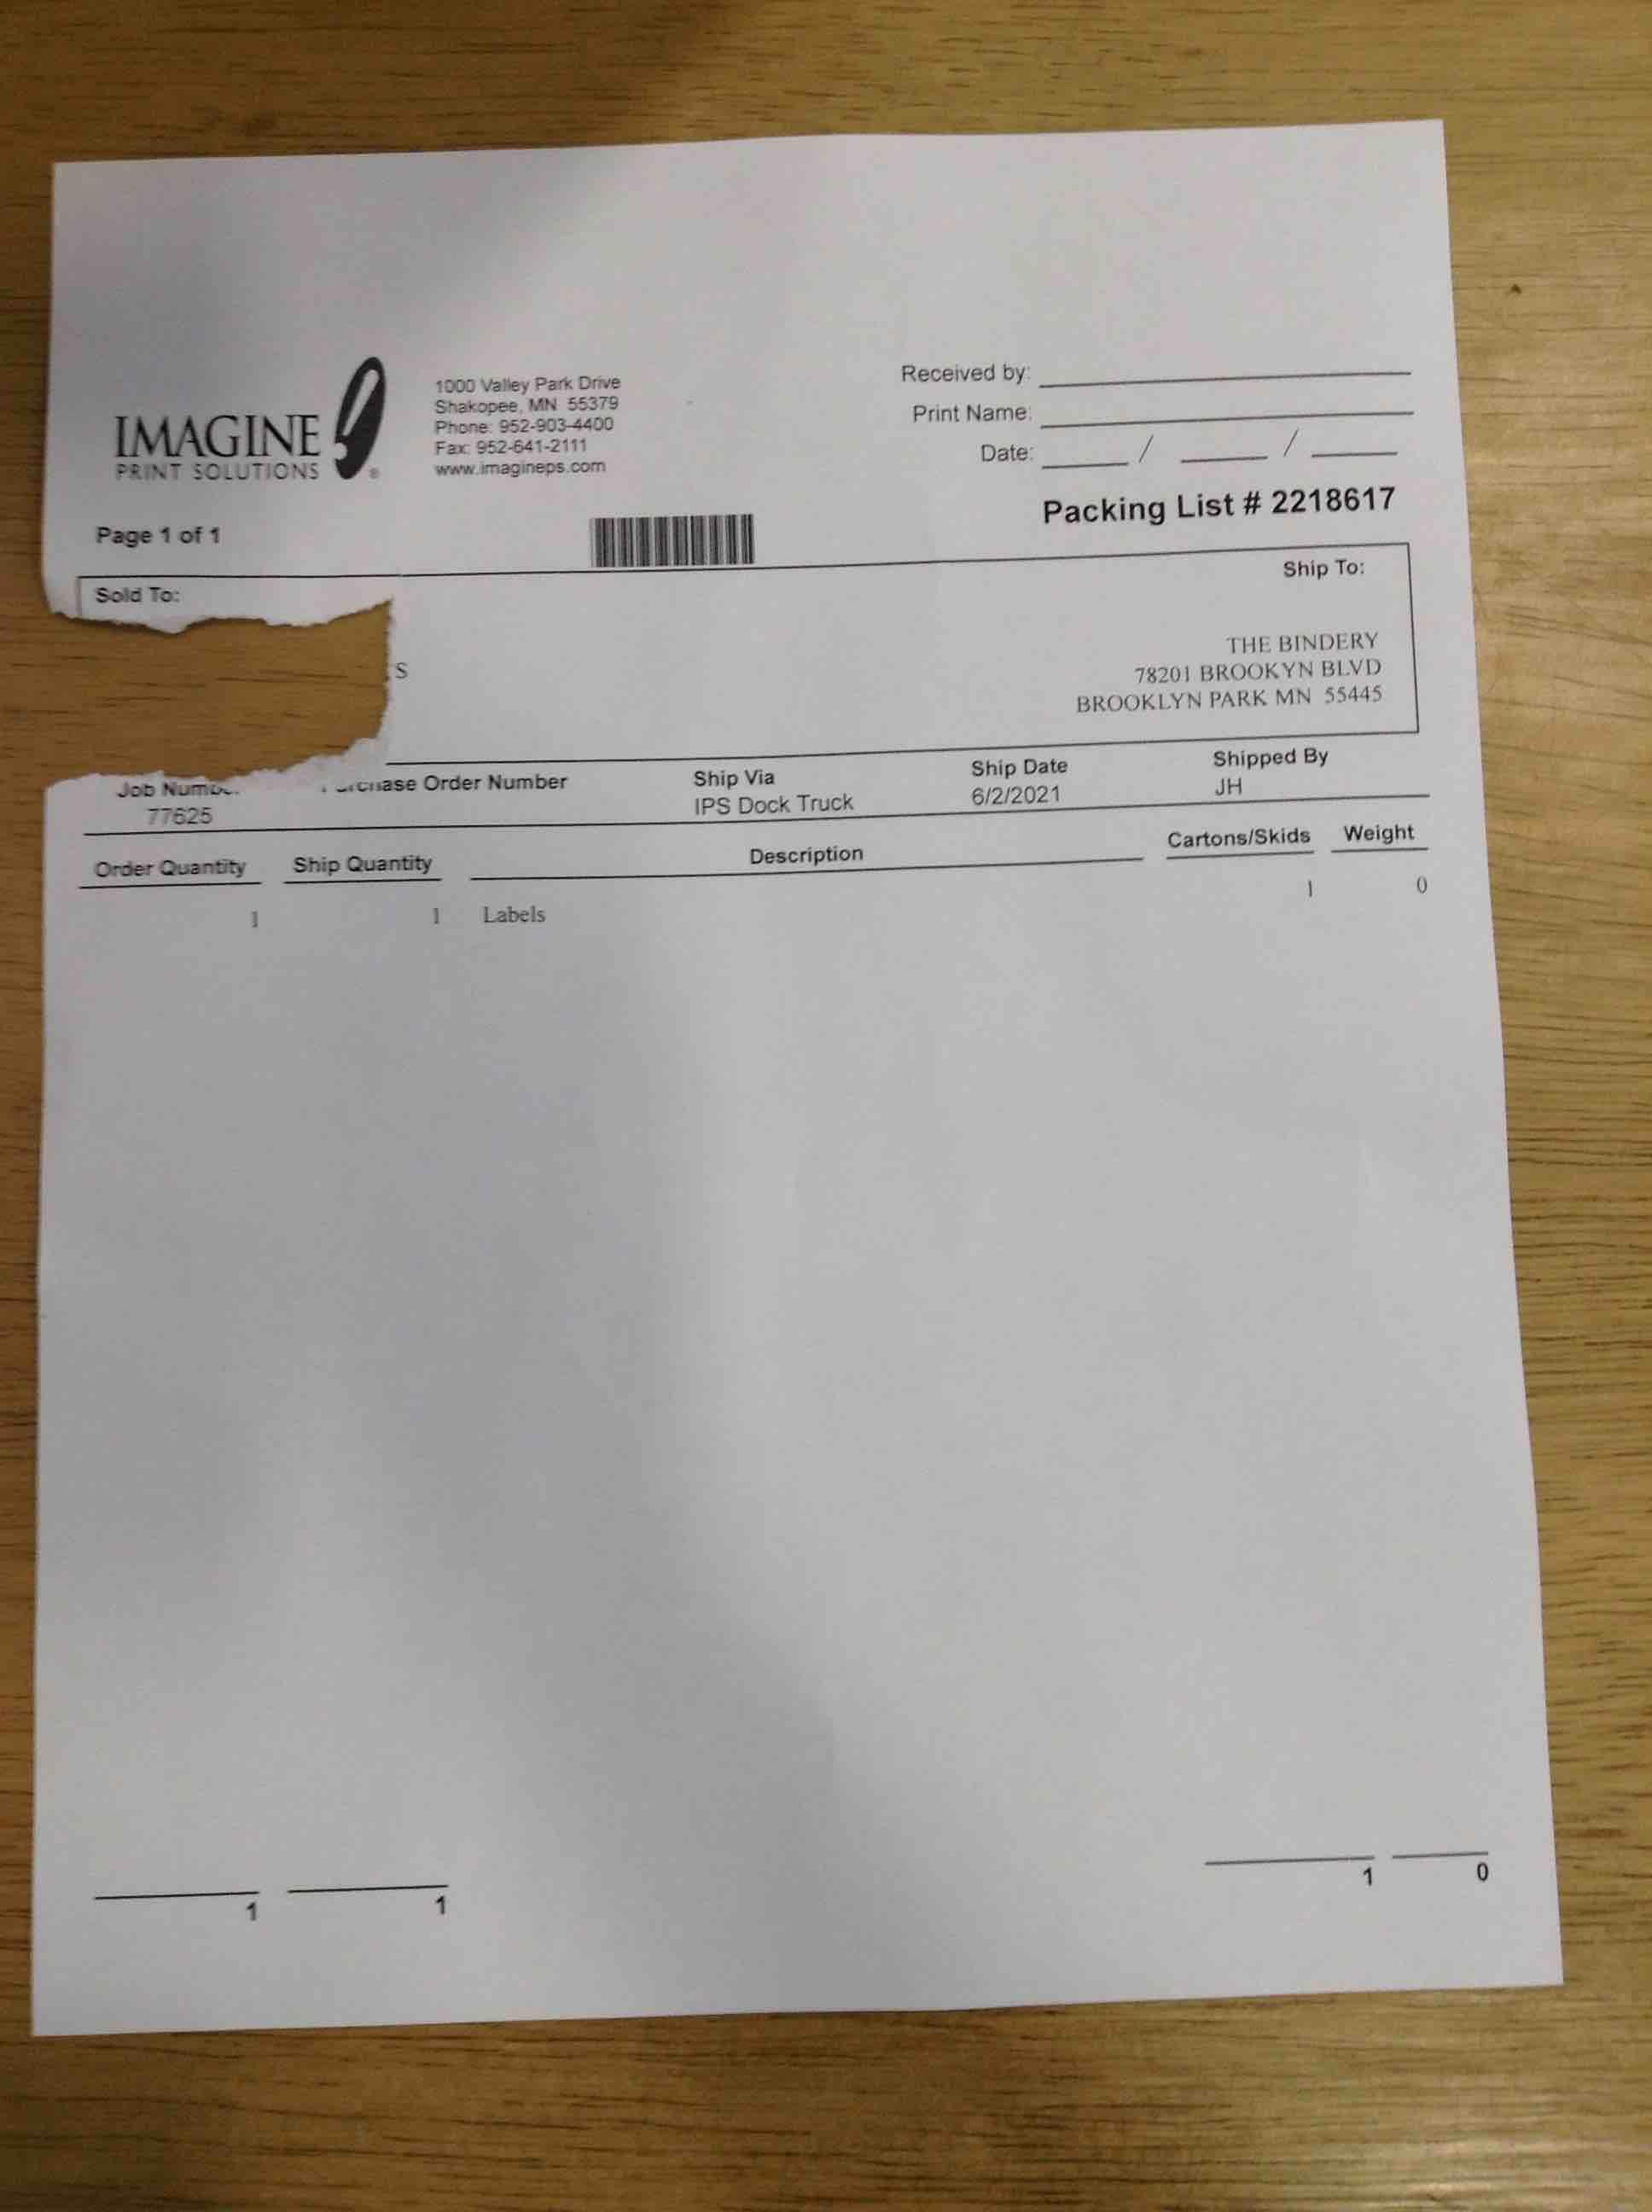 IMAGINE
PRINT SOLUTIONS
®
1000 Valley Park Drive
Shakopee, MN 55379
Phone: 952-903-4400
Fax: 952-641-2111
www.imagineps.com
Received by:
Print Name:
Date: / /
Packing List # 2218617
Page 1 of 1
Sold To:
Ship To:
S
THE BINDERY
78201 BROOKYN BLVD
BROOKLYN PARK MN 55445
Job Order Number Ship Via Ship Date Shipped By
77625 IPS Dock Truck 6/2/2021 JH
Order Quantity Ship Quantity Description Cartons/Skids Weight
1 1 Labels 1 0
1 1 1 0